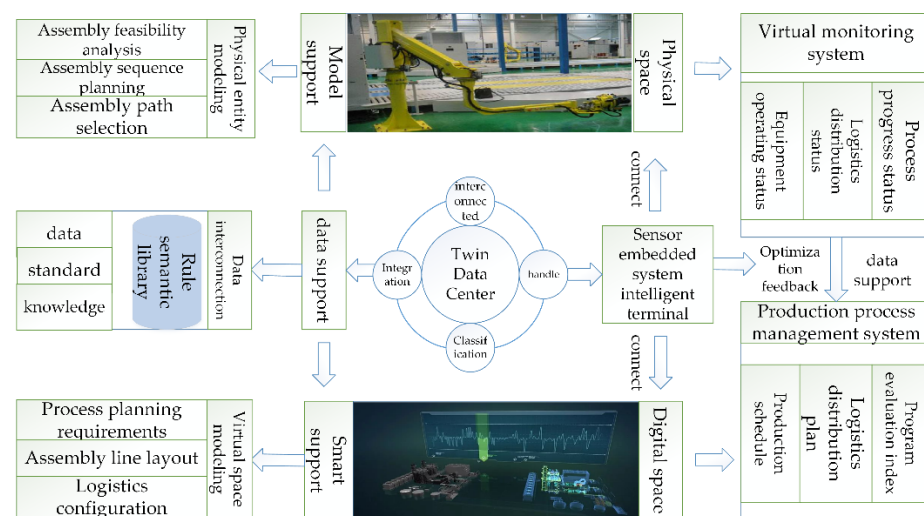 Assembly feasibility
analysis
Assembly sequence
planning
Assembly path
selection
Physical entity
modeling
Model
support
Physical
space
Virtual monitoring
system
Equipment
operating status
Logistics
distribution
status
Process
progress status
data
standard
knowledge
Rule
semantic
library
Data
interconnection
data support
interconne
cted
Integr
ation
Twin
Data
Center
handle
Classif
ication
connect
Sensor
embedded
system
intelligent
terminal
connect
Optimiza
tion
feedback
data
support
Production process
management system
Production
schedule
Logistics
distribution
plan
Program
evaluation index
Process planning
requirements
Assembly line layout
Logistics
configuration
Virtual space
modeling
Smart
support
Digital space